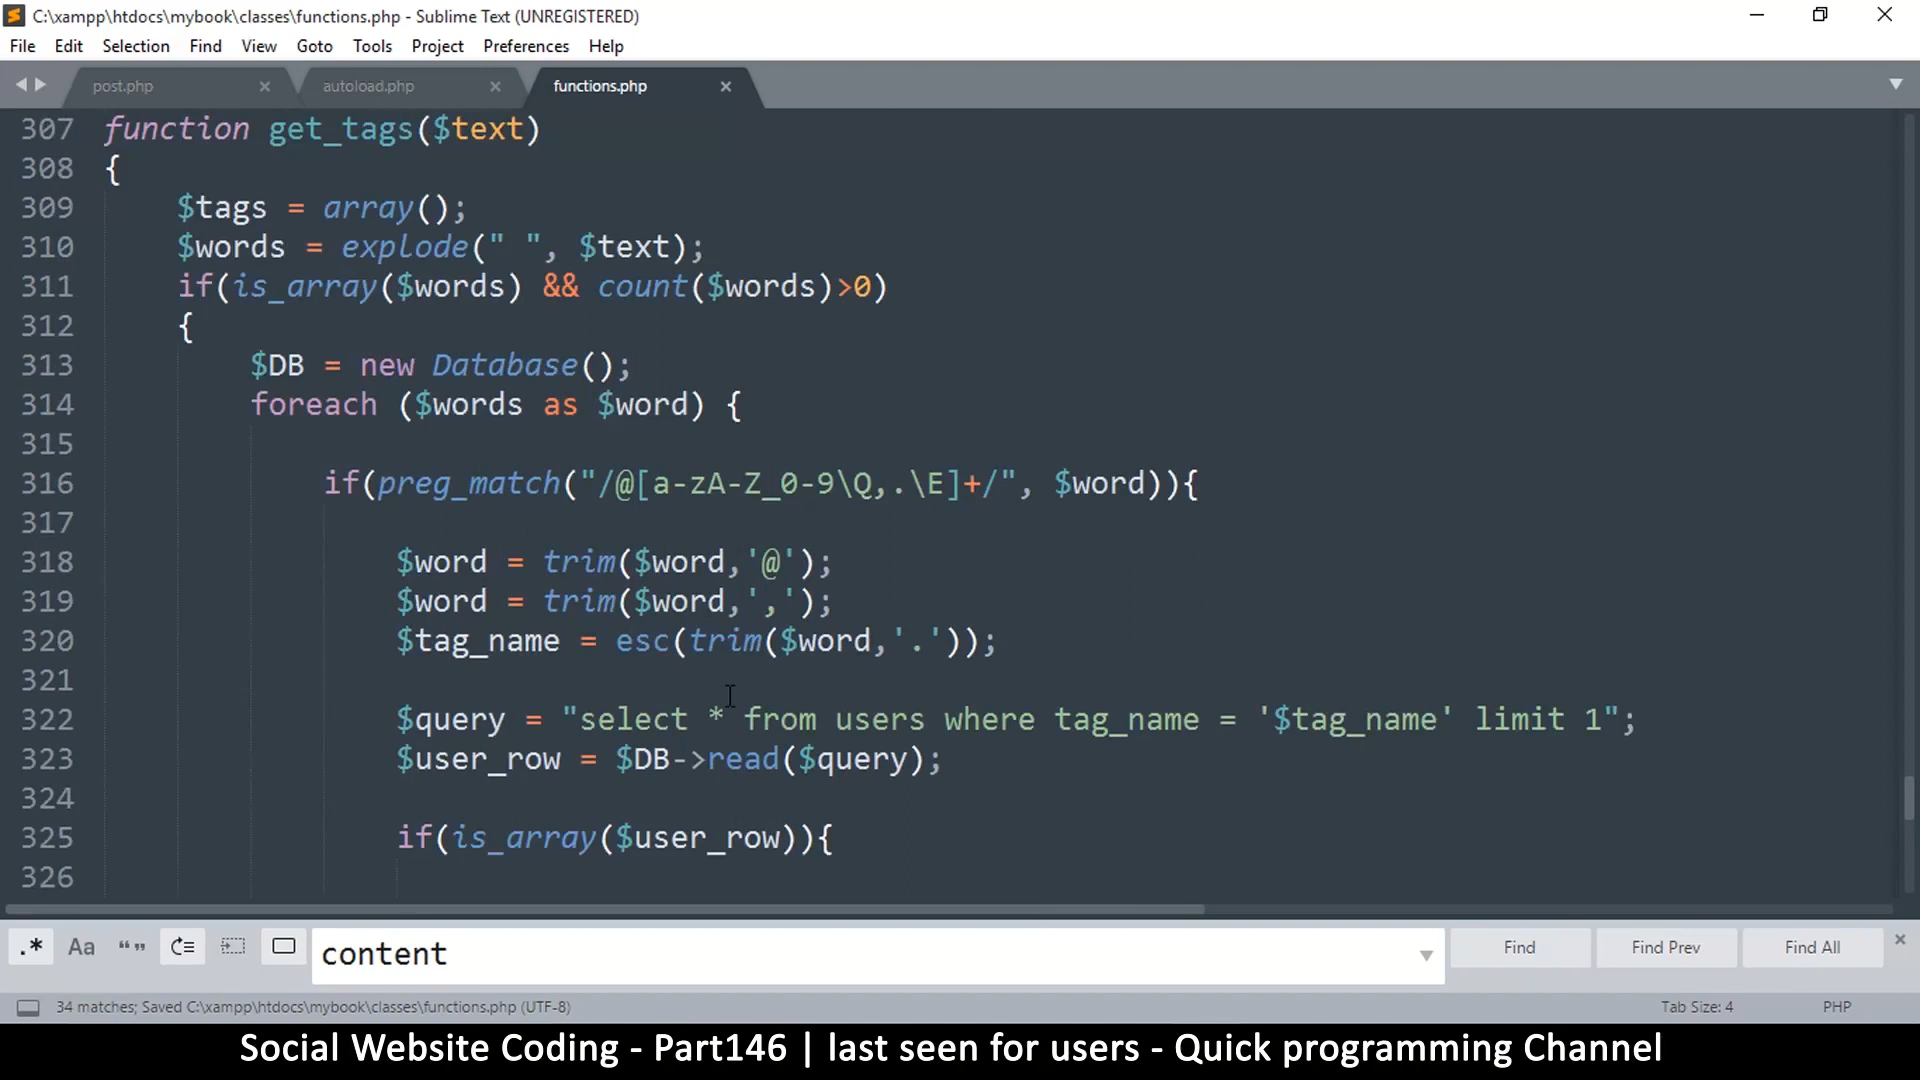 C:\xampp\htdocs\mybook\classes\functions.php - Sublime Text (UNREGISTERED)
File Edit Selection Find View Goto Tools Project Preferences Help
post.php autoload.php functions.php
307 function get_tags($text)
308 {
309 $tags = array();
310 $words = explode(" ", $text);
311 if(is_array($words) && count($words)>0)
312 {
313 $DB = new Database();
314 foreach ($words as $word) {
315
316 if(preg_match("/@[a-zA-Z_0-9\Q,.\E]+/", $word)){
317
318 $word = trim($word,'@');
319 $word = trim($word,',');
320 $tag_name = esc(trim($word,'.'));
321
322 $query = "select * from users where tag_name = '$tag_name' limit 1";
323 $user_row = $DB->read($query);
324
325 if(is_array($user_row)){
326
.* Aa “” content Find Find Prev Find All
34 matches; Saved C:\xampp\htdocs\mybook\classes\functions.php (UTF-8) Tab Size: 4 PHP
Social Website Coding - Part146 | last seen for users - Quick programming Channel